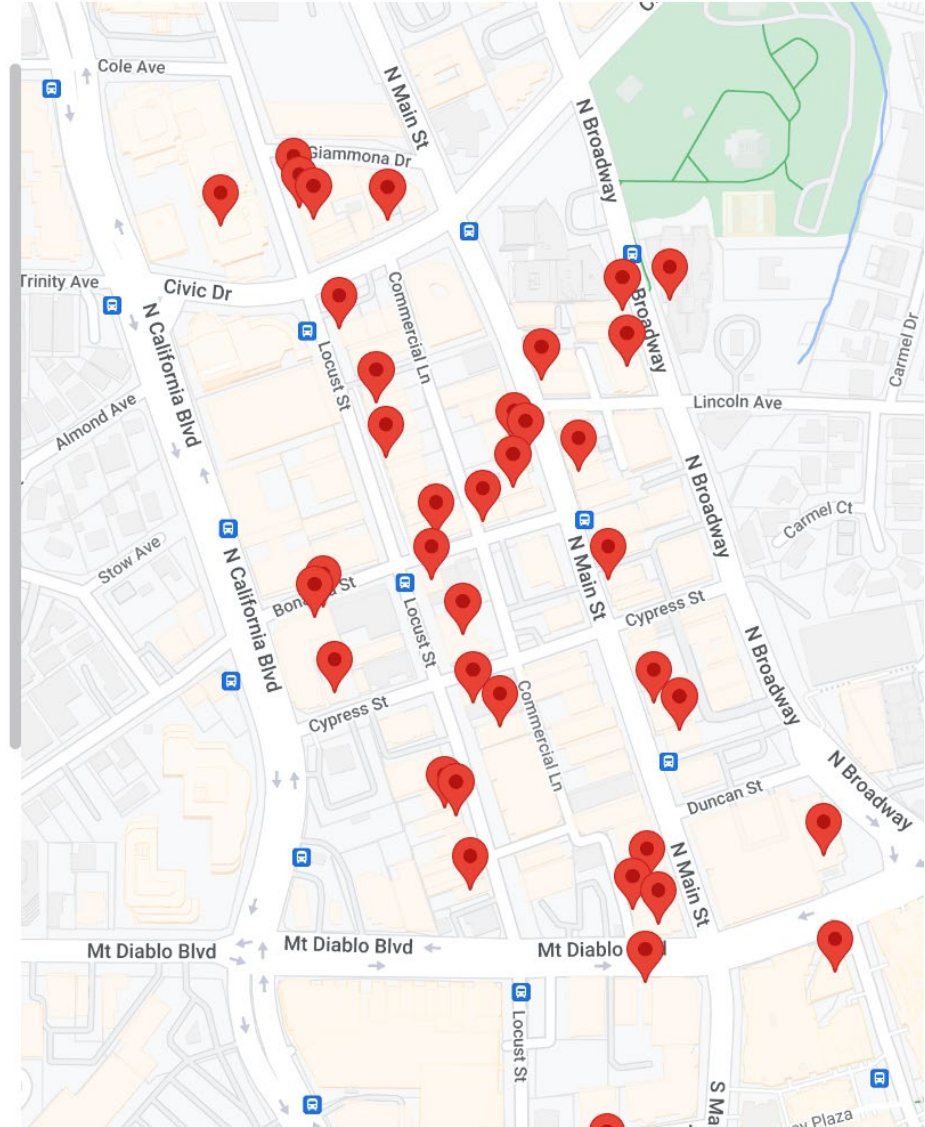 Cole Ave
N Main St
Giammona Dr
N Broadway
Trinity Ave
Civic Dr
Commercial Ln
Broadway
N California Blvd
Locust St
Carmel Dr
Almond Ave
Lincoln Ave
N Broadway
Carmel Ct
Stow Ave
N California Blvd
N Main St
St
Locust St
Cypress St
N Broadway
Cypress St
Commercial Ln
N Broadway
Duncan St
N Main St
Mt Diablo Blvd
Mt Diablo Blvd
Mt Diablo
Locust St
S Ma
Plaza